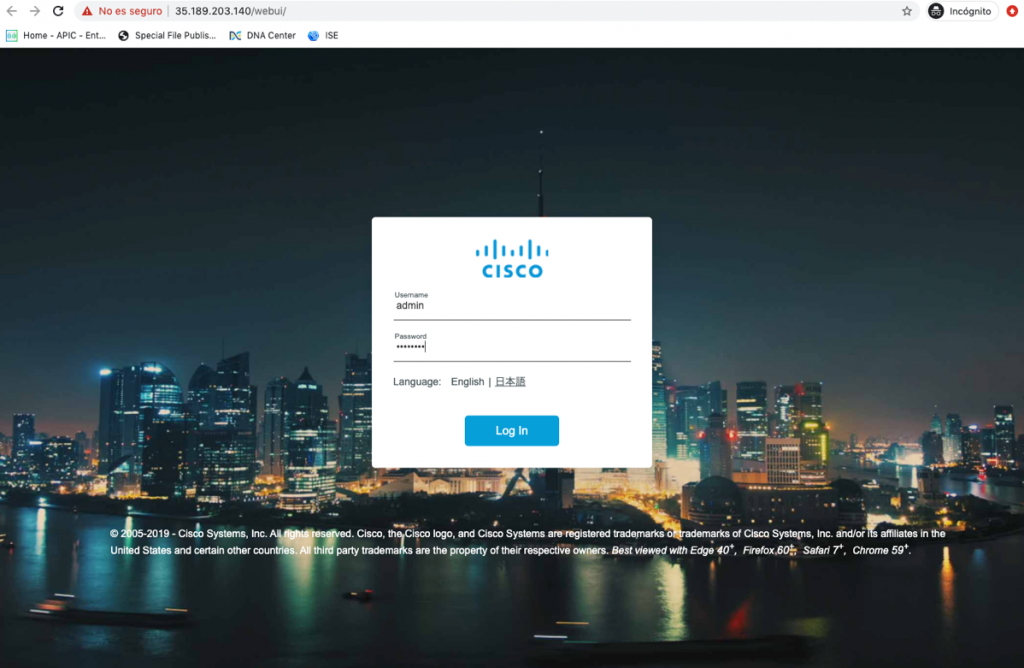 No es seguro | 35.189.203.140/webui/
Incógnito
Home - APIC - Ent... Special File Publis... DNA Center ISE
CISCO
Username
admin
Password
••••••••
Language: English | 日本語
Log In
© 2005-2019 - Cisco Systems, Inc. All rights reserved. Cisco, the Cisco logo, and Cisco Systems are registered trademarks or trademarks of Cisco Systems, Inc. and/or its affiliates in the
United States and certain other countries. All third party trademarks are the property of their respective owners. Best viewed with Edge 40+, Firefox 60+, Safari 7+, Chrome 59+.